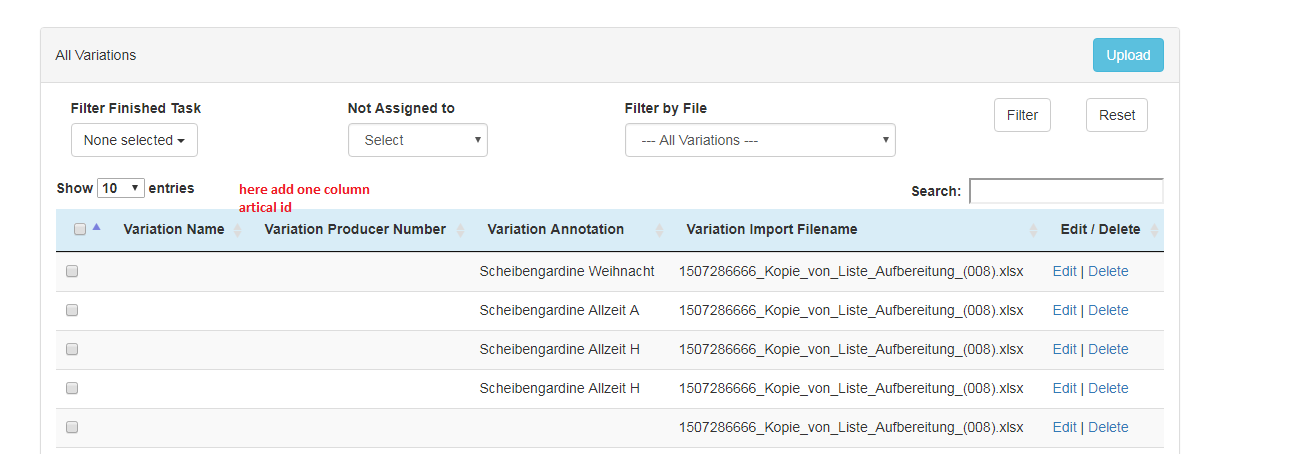 All Variations Upload
Filter Finished Task Not Assigned to Filter by File Filter Reset
None selected Select --- All Variations ---
Show 10 entries here add one column
artical id
Search:
Variation Name Variation Producer Number Variation Annotation Variation Import Filename Edit / Delete
Scheibengardine Weihnacht 1507286666_Kopie_von_Liste_Aufbereitung_(008).xlsx Edit | Delete
Scheibengardine Allzeit A 1507286666_Kopie_von_Liste_Aufbereitung_(008).xlsx Edit | Delete
Scheibengardine Allzeit H 1507286666_Kopie_von_Liste_Aufbereitung_(008).xlsx Edit | Delete
Scheibengardine Allzeit H 1507286666_Kopie_von_Liste_Aufbereitung_(008).xlsx Edit | Delete
1507286666_Kopie_von_Liste_Aufbereitung_(008).xlsx Edit | Delete